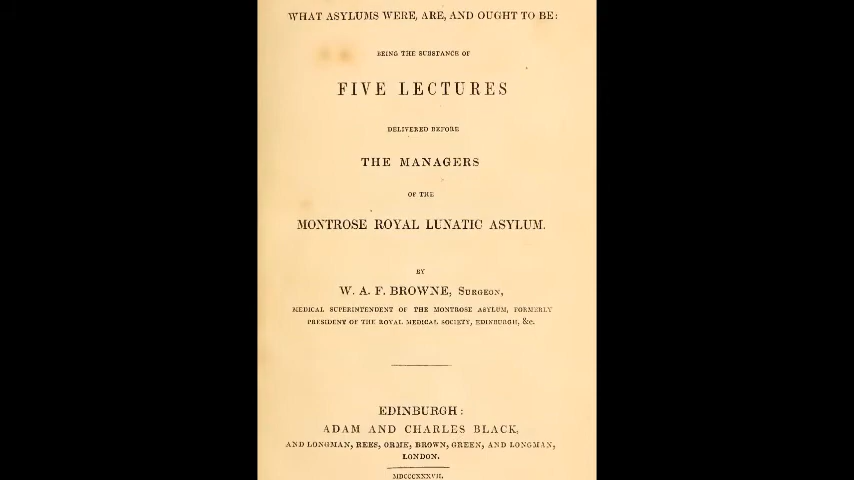 WHAT ASYLUMS WERE, ARE, AND OUGHT TO BE:
BEING THE SUBSTANCE OF
FIVE LECTURES
DELIVERED BEFORE
THE MANAGERS
OF THE
MONTROSE ROYAL LUNATIC ASYLUM.
BY
W. A. F. BROWNE, SURGEON,
MEDICAL SUPERINTENDENT OF THE MONTROSE ASYLUM, FORMERLY
PRESIDENT OF THE ROYAL MEDICAL SOCIETY, EDINBURGH, &c.
EDINBURGH:
ADAM AND CHARLES BLACK,
AND LONGMAN, REES, ORME, BROWN, GREEN, AND LONGMAN,
LONDON.
MDCCCXXXVII.